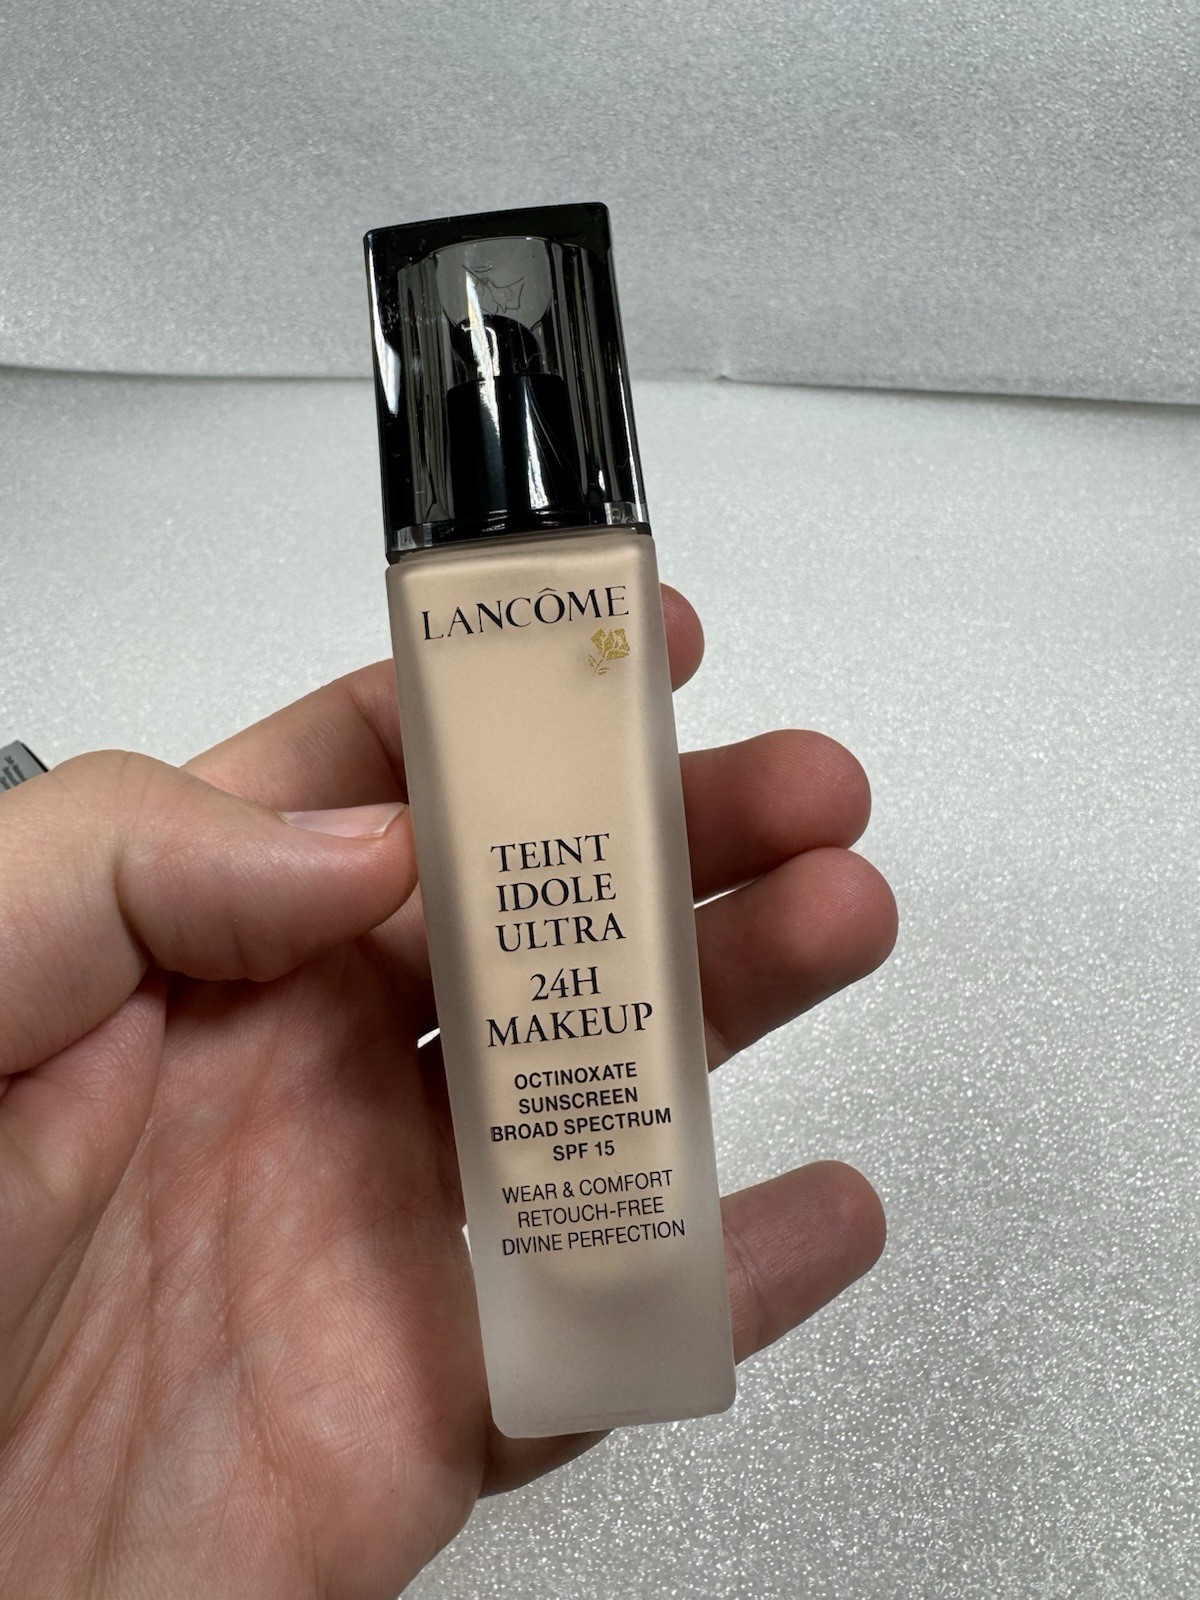 LANCÔME
TEINT
IDOLE
ULTRA
24H
MAKEUP
OCTINOXATE
SUNSCREEN
BROAD SPECTRUM
SPF 15
WEAR & COMFORT
RETOUCH-FREE
DIVINE PERFECTION